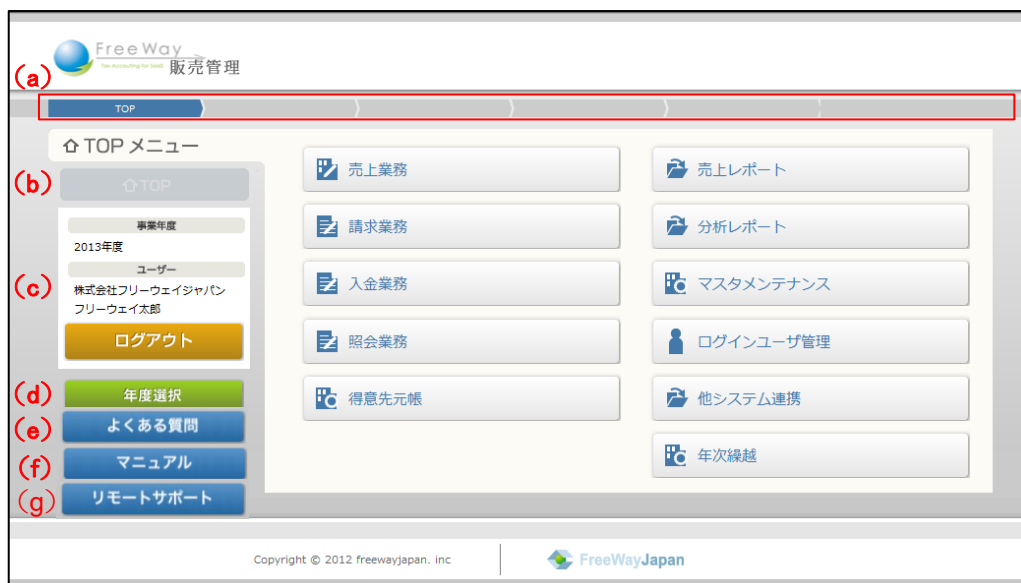 Free Way
Tax Accounting for SaaS
販売管理
(a)
TOP
TOP メニュー
(b)
TOP
事業年度
2013年度
(c)
ユーザー
株式会社フリーウェイジャパン
フリーウェイ太郎
ログアウト
(d)
年度選択
(e)
よくある質問
(f)
マニュアル
(g)
リモートサポート
売上業務
請求業務
入金業務
照会業務
得意先元帳
売上レポート
分析レポート
マスタメンテナンス
ログインユーザ管理
他システム連携
年次繰越
Copyright © 2012 freewayjapan. inc
FreeWayJapan